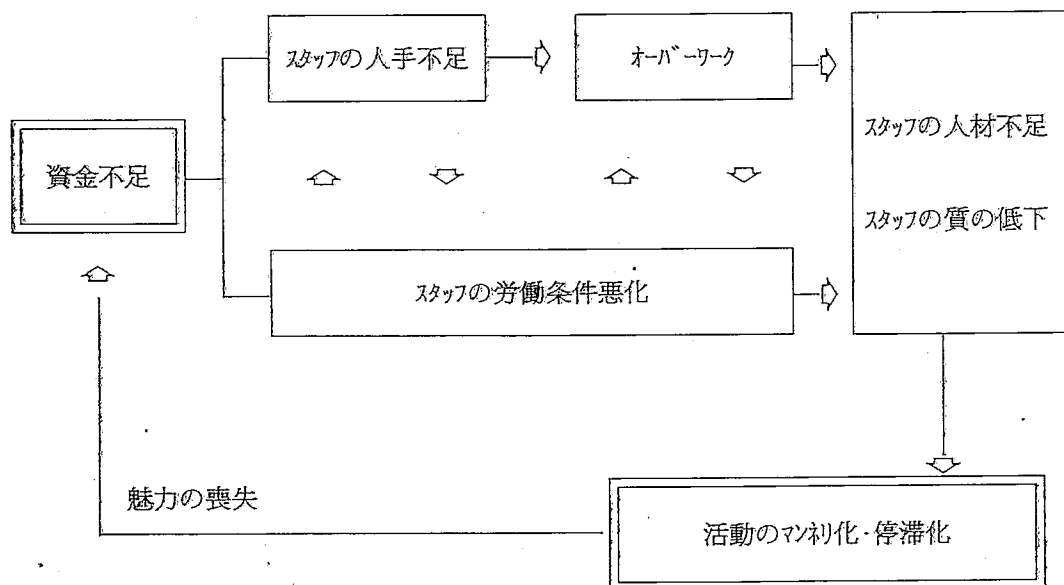 スタッフの人手不足
オーバーワーク
資金不足
スタッフの人材不足
スタッフの質の低下
スタッフの労働条件悪化
魅力の喪失
活動のマンネリ化・停滞化